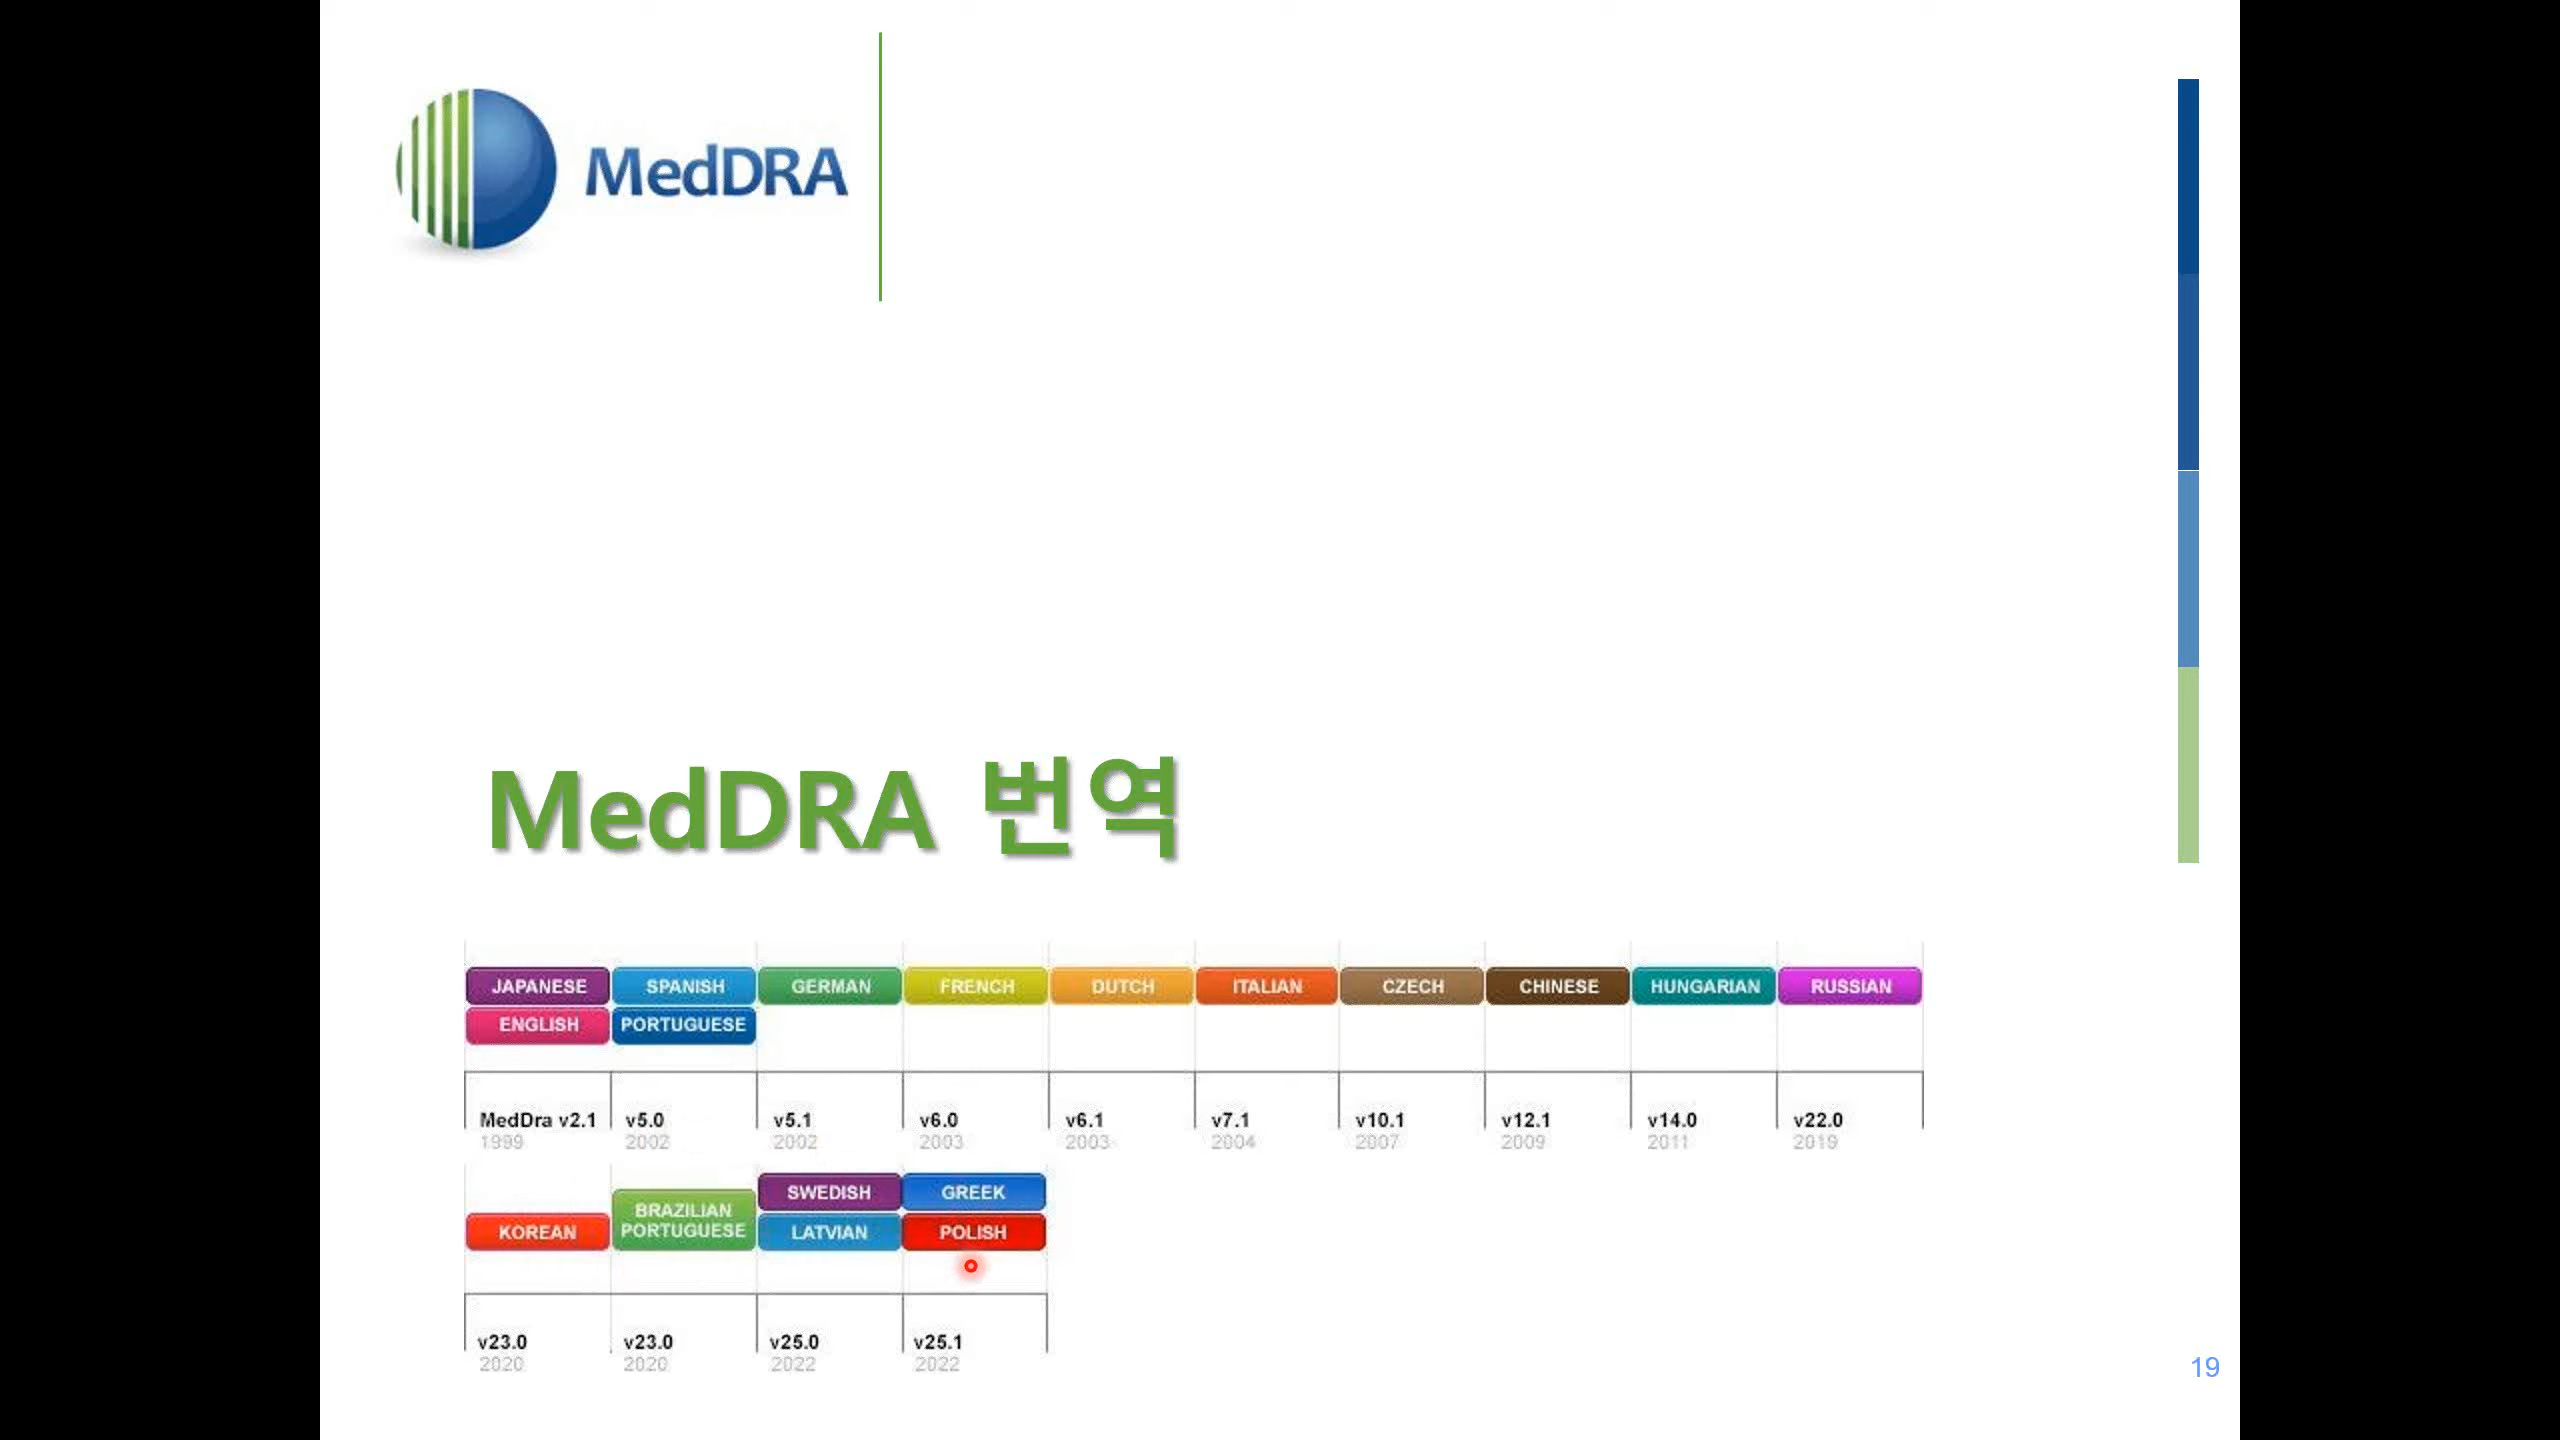 MedDRA
MedDRA 번역
JAPANESE SPANISH GERMAN FRENCH DUTCH ITALIAN CZECH CHINESE HUNGARIAN RUSSIAN
ENGLISH PORTUGUESE
MedDra v2.1 v5.0 v5.1 v6.0 v6.1 v7.1 v10.1 v12.1 v14.0 v22.0
1999 2002 2002 2003 2003 2004 2007 2009 2011 2019
SWEDISH GREEK
BRAZILIAN
KOREAN PORTUGUESE LATVIAN POLISH
v23.0 v23.0 v25.0 v25.1
2020 2020 2022 2022
19